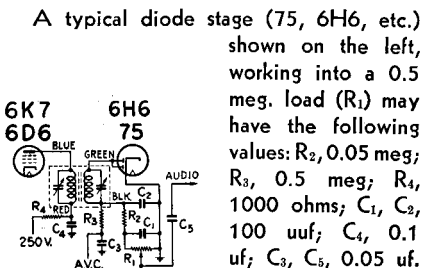 A typical diode stage (75, 6H6, etc.)
shown on the left,
working into a 0.5
meg. load (R₁) may
have the following
values: R₂, 0.05 meg;
R₃, 0.5 meg; R₄,
1000 ohms; C₁, C₂,
100 uuf; C₄, 0.1
uf; C₃, C₅, 0.05 uf.
6K7
6D6
6H6
75
BLUE
GREEN
AUDIO
BLK
C₂
R₄
RED
R₃
R₂
C₁
C₅
250 V.
C₄
C₃
A.V.C.
R₁